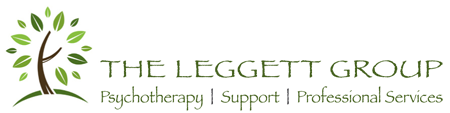 THE LEGGETT GROUP
Psychotherapy | Support | Professional Services